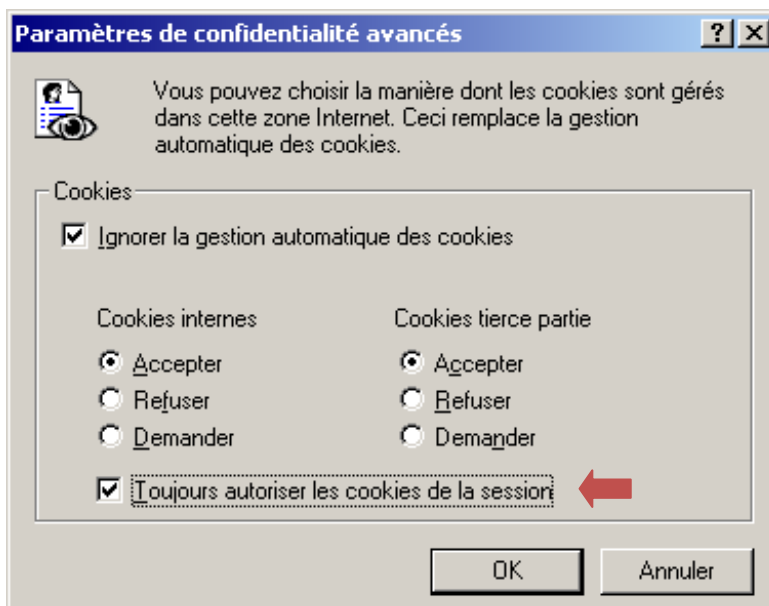 Paramètres de confidentialité avancés
Vous pouvez choisir la manière dont les cookies sont gérés
dans cette zone Internet. Ceci remplace la gestion
automatique des cookies.
Cookies
Ignorer la gestion automatique des cookies
Cookies internes
Accepter
Refuser
Demander
Cookies tierce partie
Accepter
Refuser
Demander
Toujours autoriser les cookies de la session
OK
Annuler